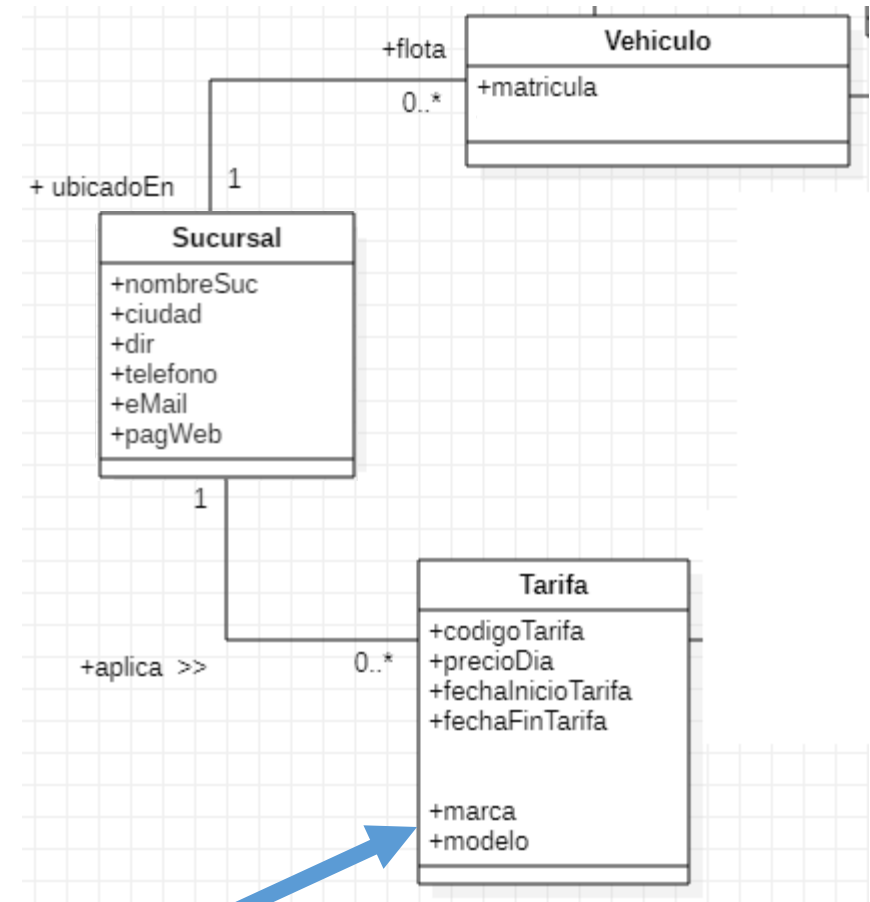 +flota
Vehiculo
0..*
+matricula
+ ubicadoEn
1
Sucursal
+nombreSuc
+ciudad
+dir
+telefono
+eMail
+pagWeb
1
+aplica >>
0..*
Tarifa
+codigoTarifa
+precioDia
+fechaInicioTarifa
+fechaFinTarifa
+marca
+modelo